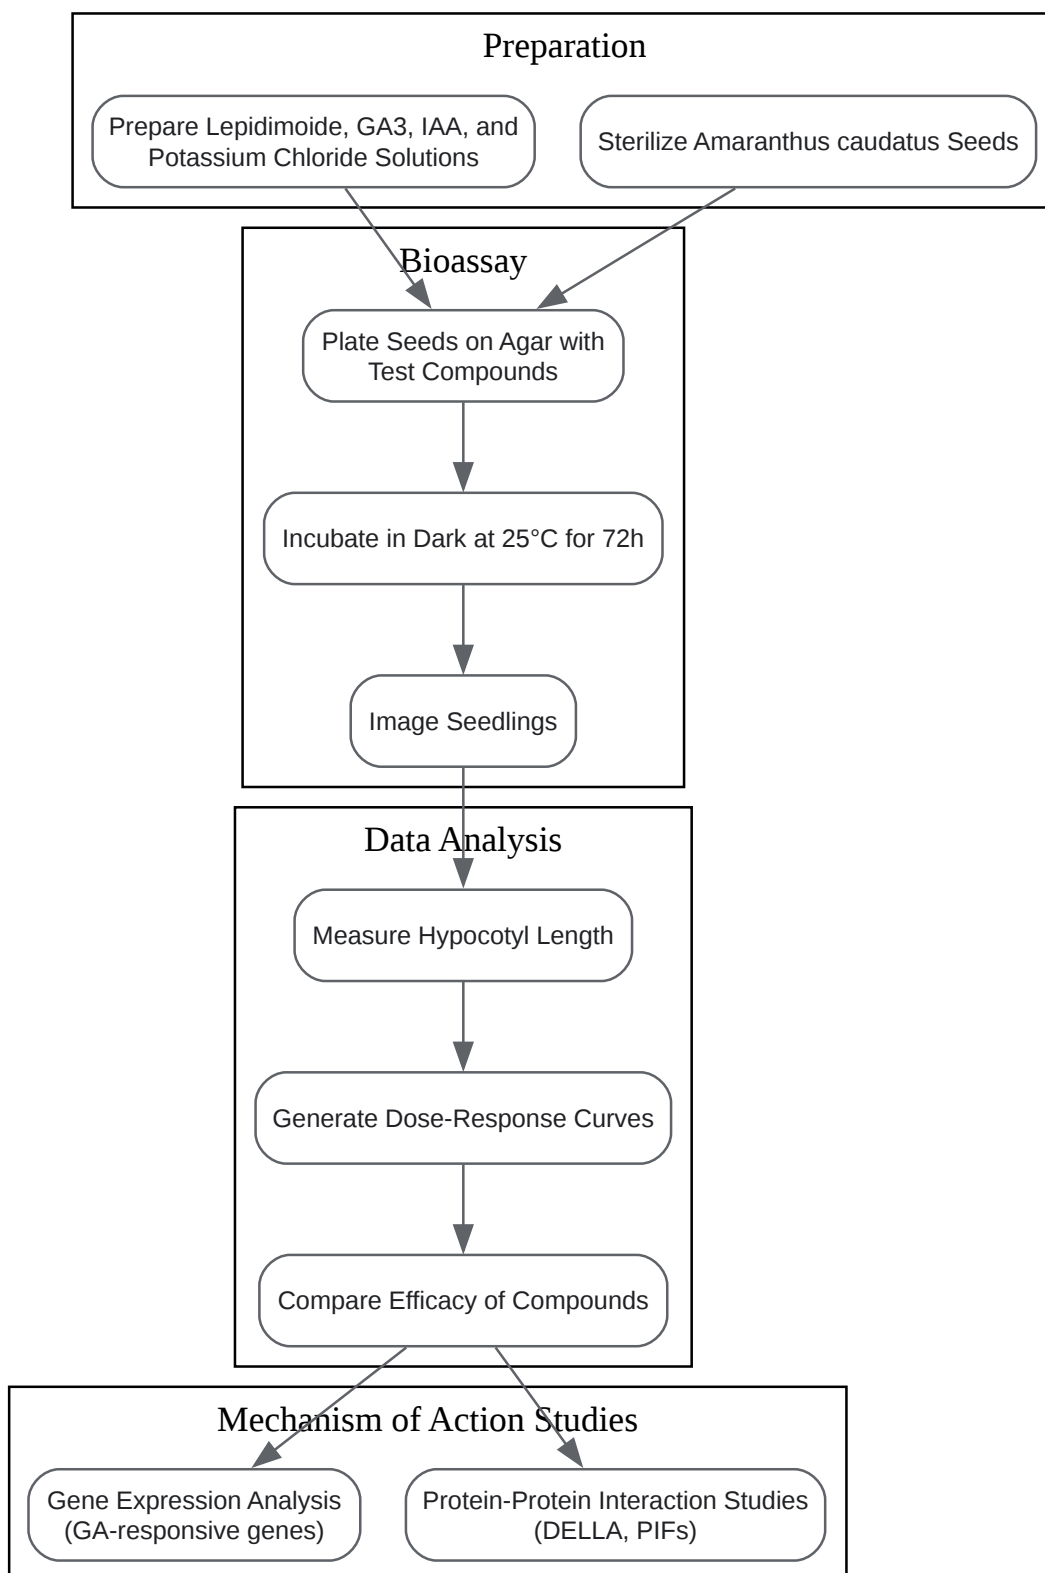 Preparation
Prepare Lepidimoide, GA3, IAA, and
Potassium Chloride Solutions
Sterilize Amaranthus caudatus Seeds
Bioassay
Plate Seeds on Agar with
Test Compounds
Incubate in Dark at 25°C for 72h
Image Seedlings
Data Analysis
Measure Hypocotyl Length
Generate Dose-Response Curves
Compare Efficacy of Compounds
Mechanism of Action Studies
Gene Expression Analysis
(GA-responsive genes)
Protein-Protein Interaction Studies
(DELLA, PIFs)